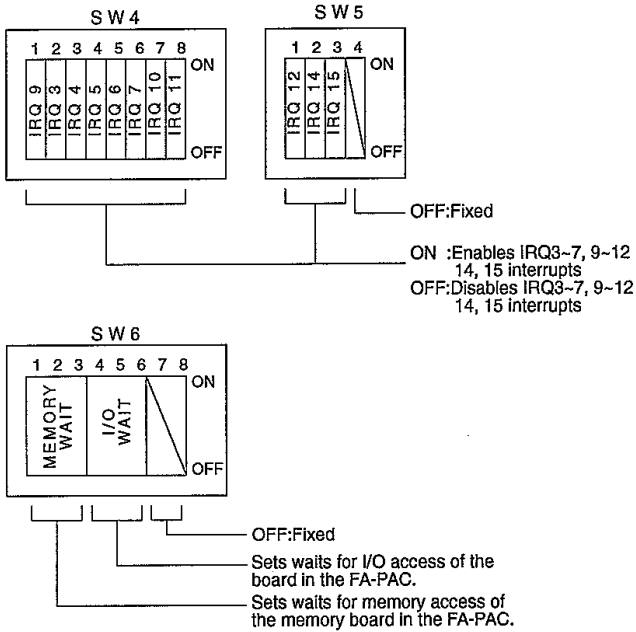 SW4
1 2 3 4 5 6 7 8
ON
IRQ 9
IRQ 3
IRQ 4
IRQ 5
IRQ 6
IRQ 7
IRQ 10
IRQ 11
OFF
SW5
1 2 3 4
ON
IRQ 12
IRQ 14
IRQ 15
OFF
OFF:Fixed
ON :Enables IRQ3~7, 9~12
14, 15 interrupts
OFF:Disables IRQ3~7, 9~12
14, 15 interrupts
SW6
1 2 3 4 5 6 7 8
ON
MEMORY
WAIT
I/O
WAIT
OFF
OFF:Fixed
Sets waits for I/O access of the
board in the FA-PAC.
Sets waits for memory access of
the memory board in the FA-PAC.